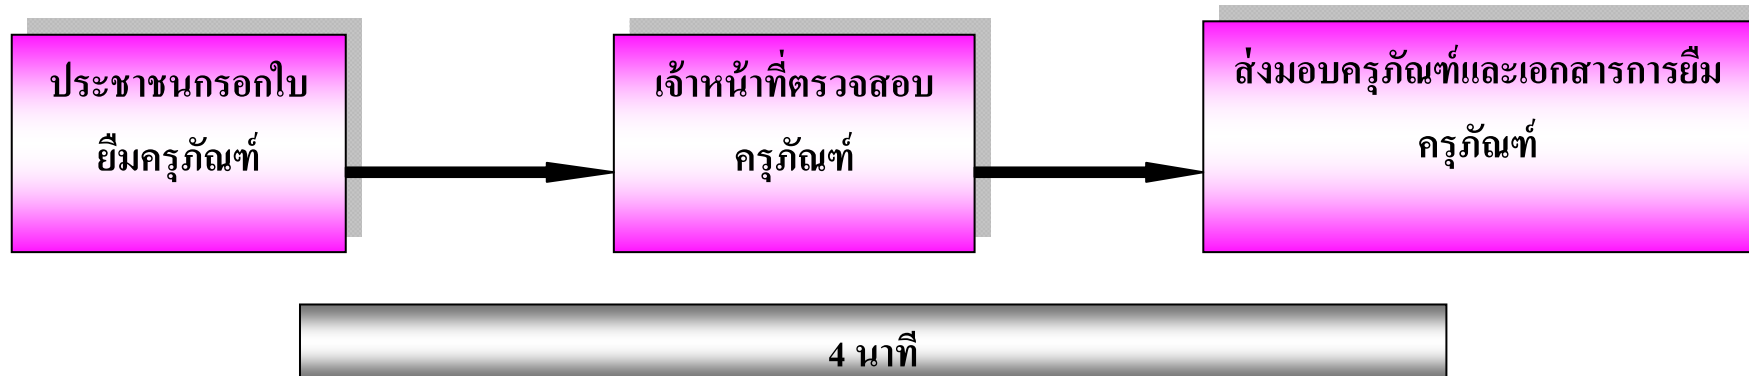 ประชาชนกรอกใบ
ยืมครุภัณฑ์
เจ้าหน้าที่ตรวจสอบ
ครุภัณฑ์
ส่งมอบครุภัณฑ์และเอกสารการยืม
ครุภัณฑ์
4 นาที